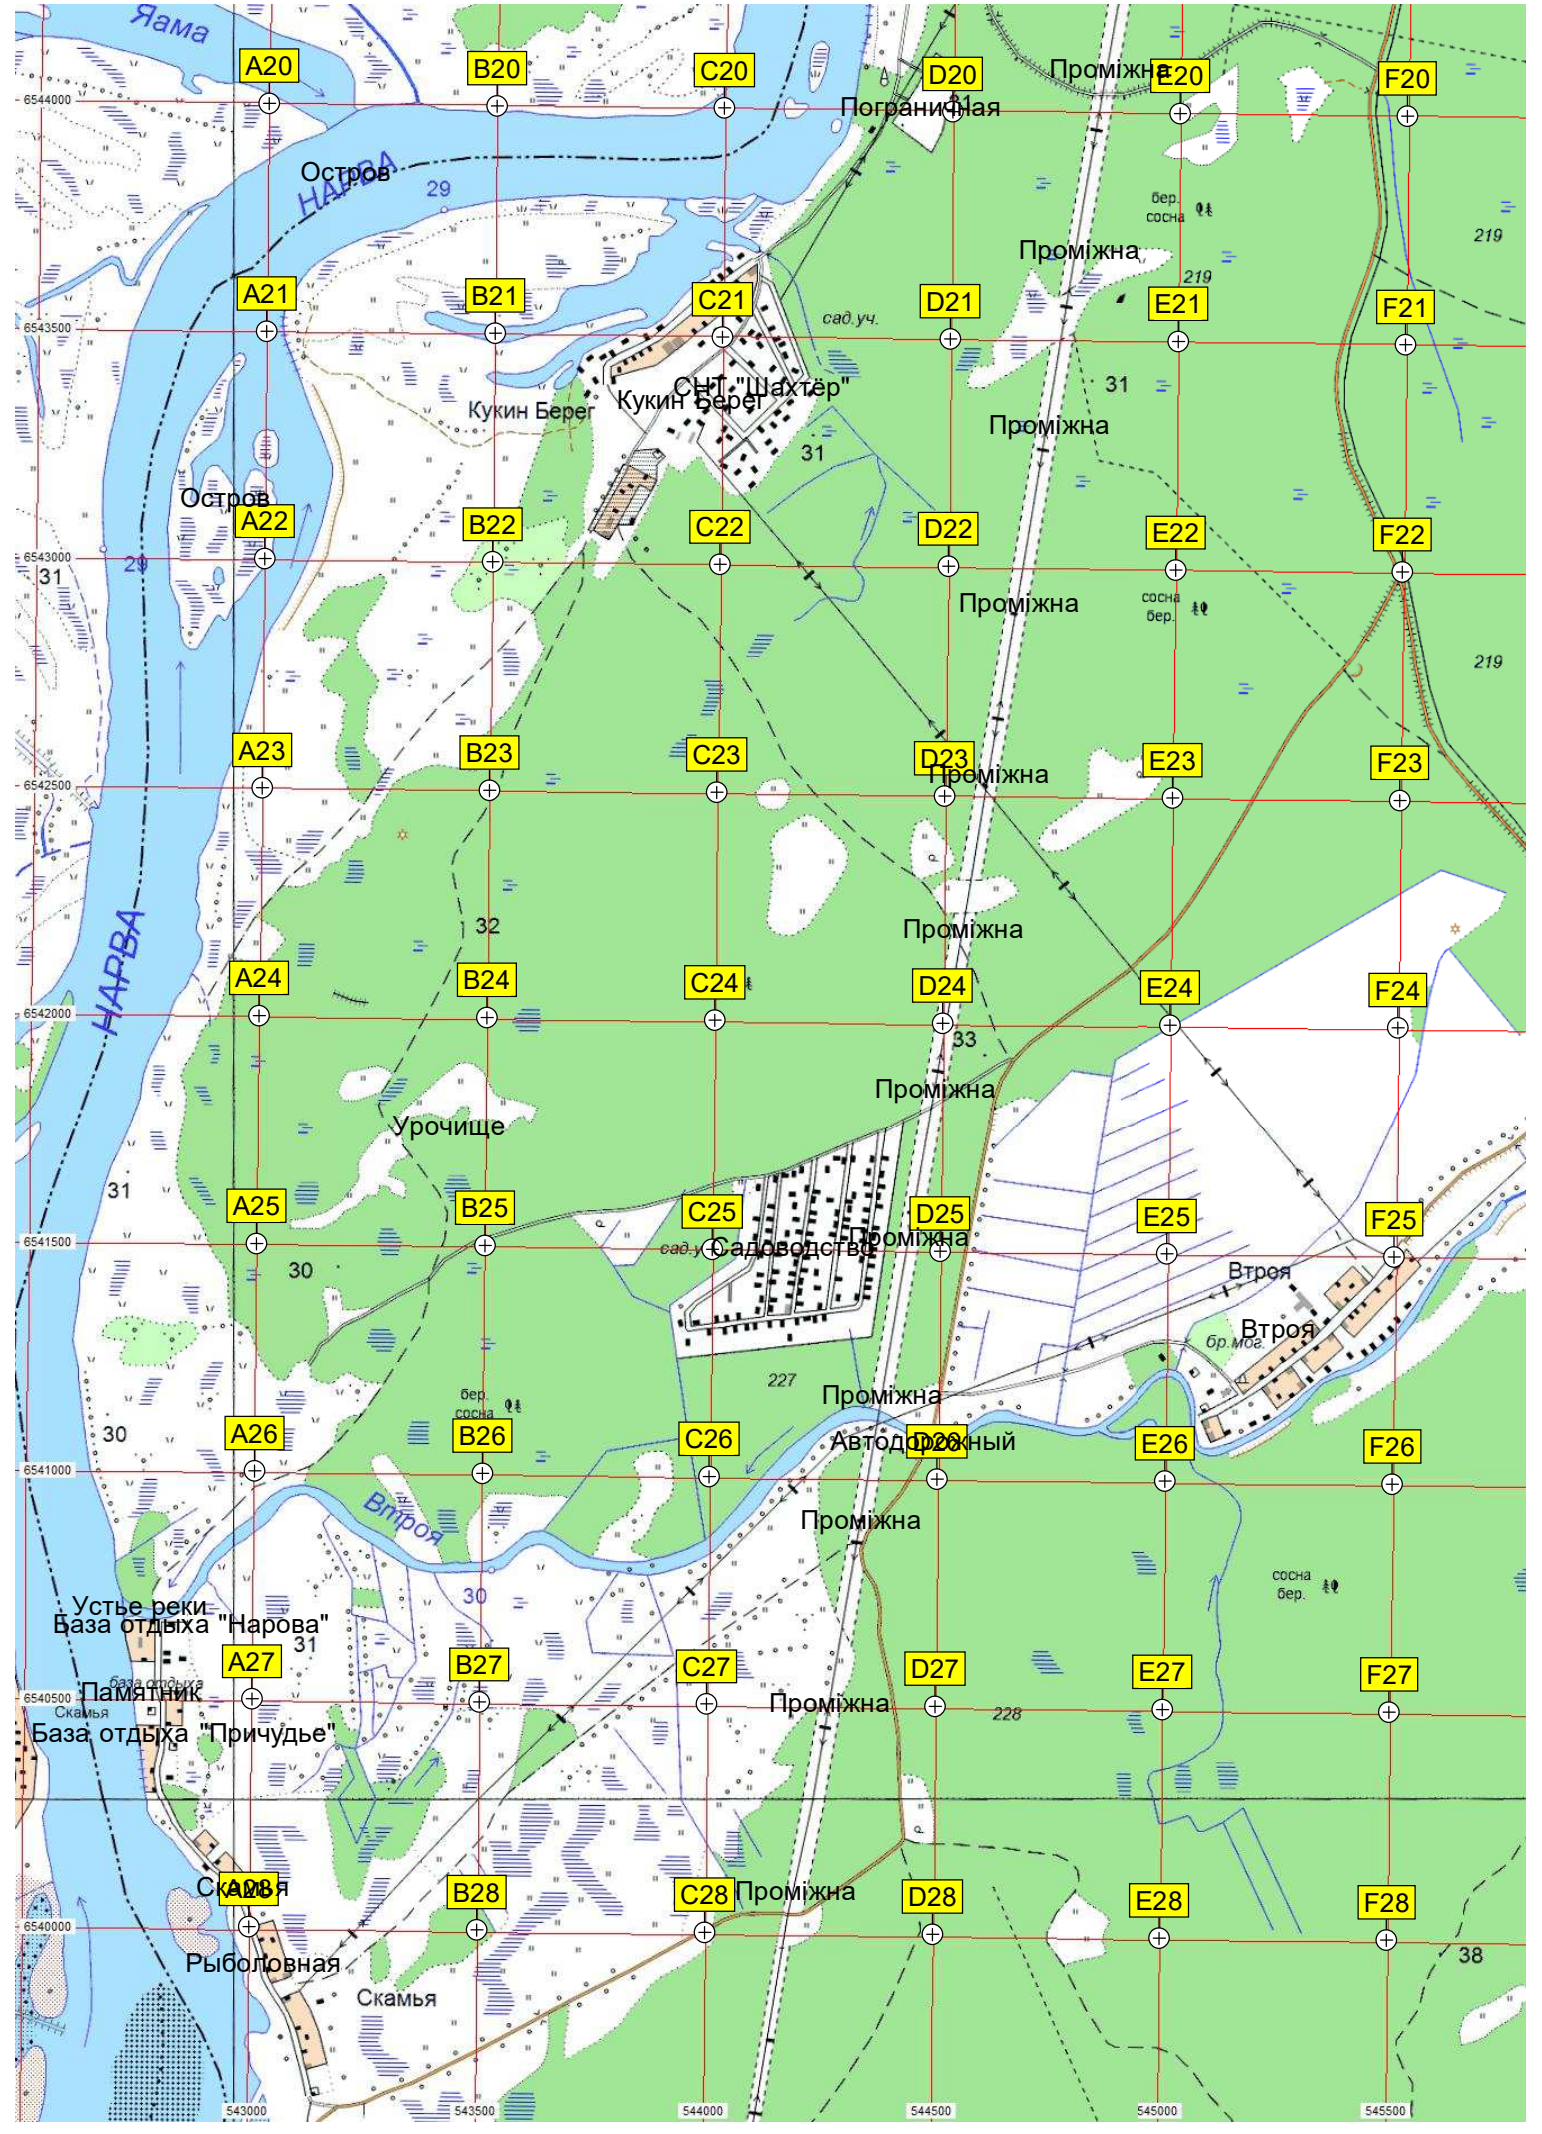 Яама
A20
B20
C20
D20
Проміжна
E20
F20
6544000
Пограничная
Остров
НАРВА
29
бер.
сосна
219
219
Проміжна
A21
B21
C21
D21
E21
F21
6543500
сад.уч.
31
СНТ "Шахтёр"
Кукин Берег
Кукин Берег
Проміжна
31
Остров
A22
B22
C22
D22
E22
F22
6543000
29
31
Проміжна
сосна
бер.
219
A23
B23
C23
D23
Проміжна
E23
F23
6542500
НАРВА
32
Проміжна
A24
B24
C24
D24
E24
F24
6542000
33
Проміжна
Урочище
31
A25
B25
C25
D25
E25
F25
6541500
Проміжна
сад.у
Садоводство
30
Втроя
Втроя
бр.мог.
227
Проміжна
бер.
сосна
30
A26
B26
C26
D26
Автодорожный
E26
F26
6541000
Втроя
Проміжна
30
сосна
бер.
Устье реки
База отдыха "Нарова"
31
A27
B27
C27
D27
E27
F27
база отдыха
Памятник
6540500
Скамья
Проміжна
228
База отдыха "Причудье"
Скамья
A28
B28
C28
Проміжна
D28
E28
F28
6540000
38
Рыболовная
Скамья
543000
543500
544000
544500
545000
545500